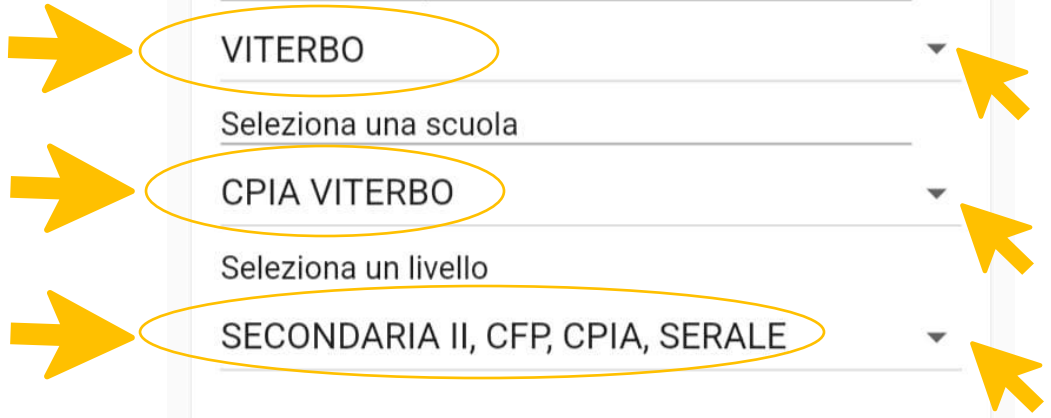 VITERBO
Seleziona una scuola
CPIA VITERBO
Seleziona un livello
SECONDARIA II, CFP, CPIA, SERALE